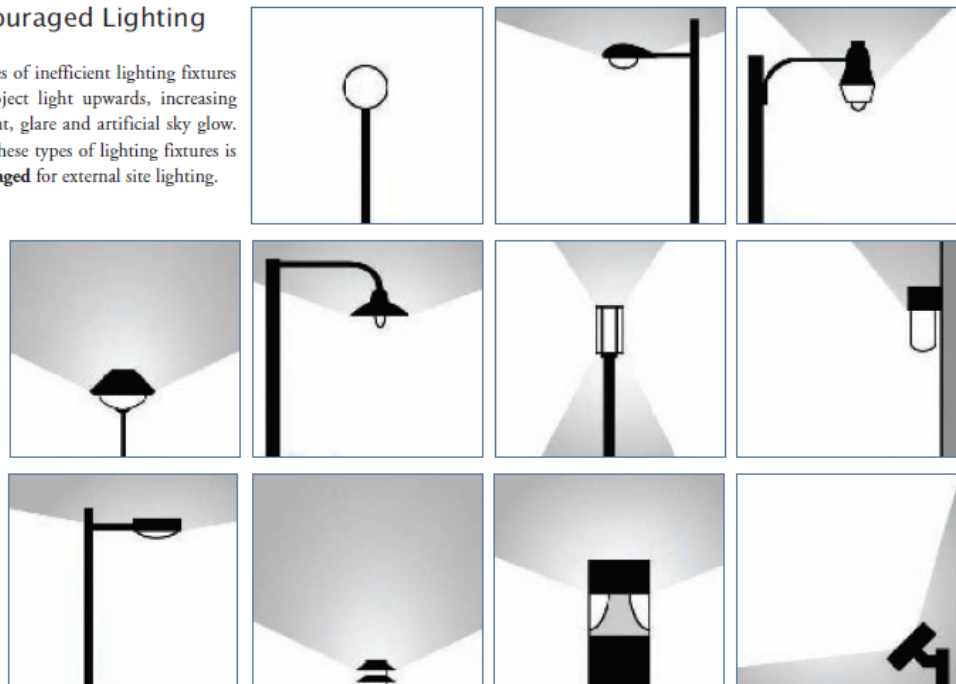 ouraged Lighting
es of inefficient lighting fixtures
ject light upwards, increasing
nt, glare and artificial sky glow.
hese types of lighting fixtures is
aged for external site lighting.